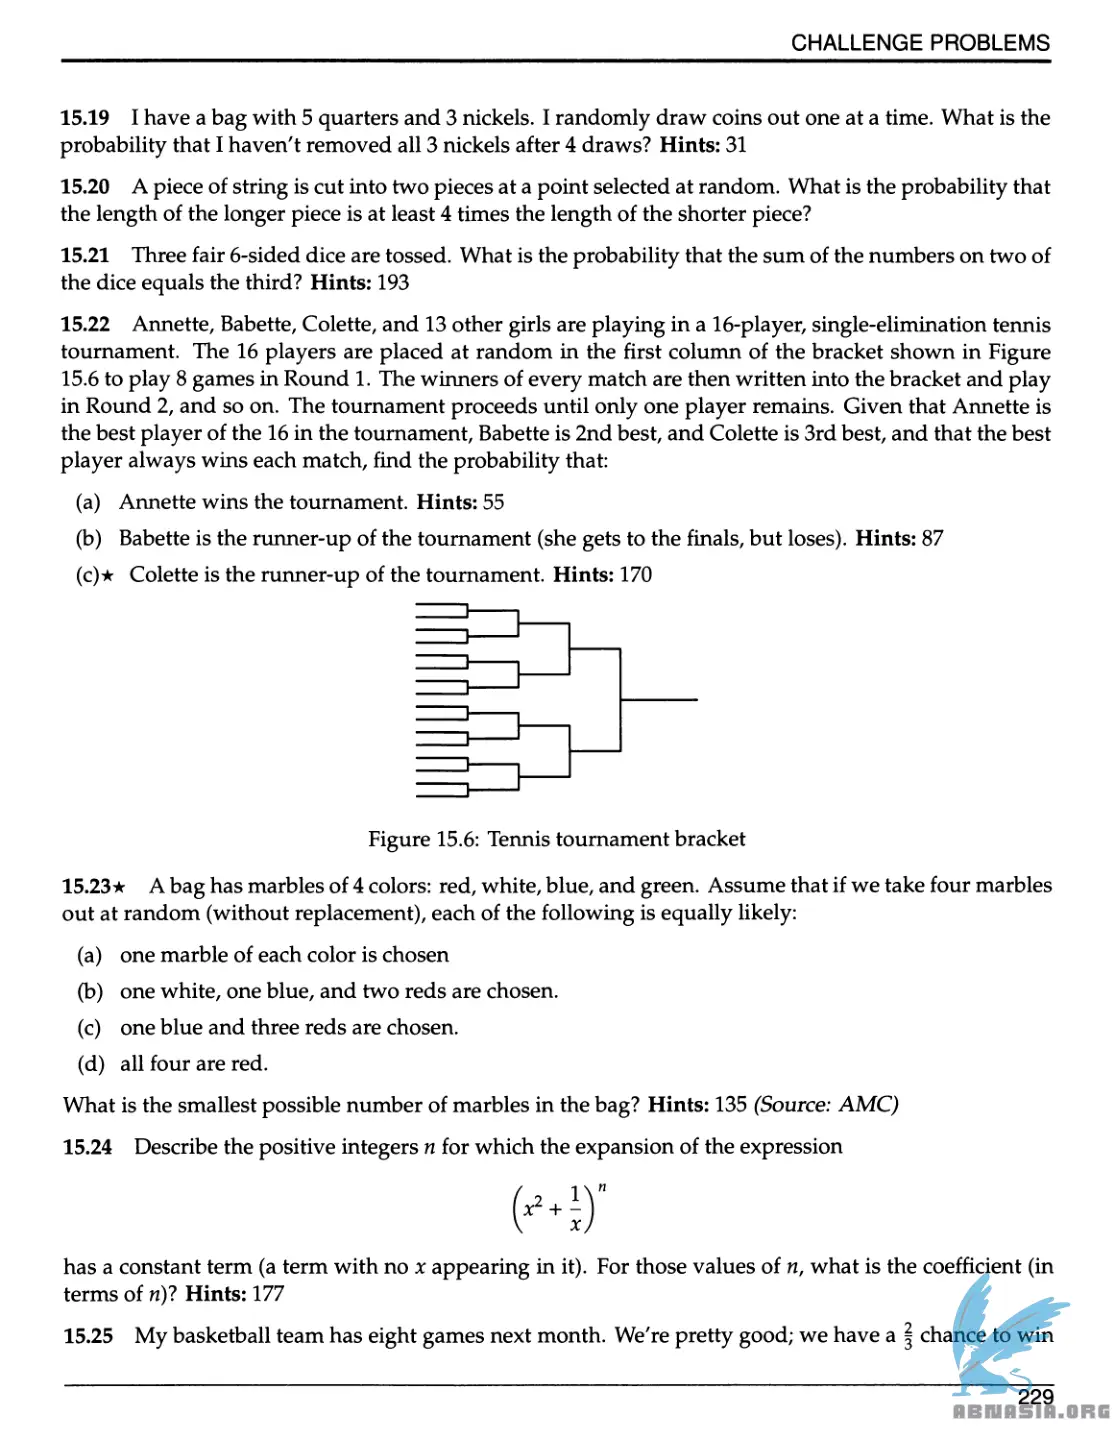 CHALLENGE PROBLEMS
15.19 I have a bag with 5 quarters and 3 nickels. I randomly draw coins out one at a time. What is the
probability that I haven't removed all 3 nickels after 4 draws? Hints: 31
15.20 A piece of string is cut into two pieces at a point selected at random. What is the probability that
the length of the longer piece is at least 4 times the length of the shorter piece?
15.21 Three fair 6-sided dice are tossed. What is the probability that the sum of the numbers on two of
the dice equals the third? Hints: 193
15.22 Annette, Babette, Colette, and 13 other girls are playing in a 16-player, single-elimination tennis
tournament. The 16 players are placed at random in the first column of the bracket shown in Figure
15.6 to play 8 games in Round 1. The winners of every match are then written into the bracket and play
in Round 2, and so on. The tournament proceeds until only one player remains. Given that Annette is
the best player of the 16 in the tournament, Babette is 2nd best, and Colette is 3rd best, and that the best
player always wins each match, find the probability that:
(a) Annette wins the tournament. Hints: 55
(b) Babette is the runner-up of the tournament (she gets to the finals, but loses). Hints: 87
(c)★ Colette is the runner-up of the tournament. Hints: 170
Figure 15.6: Tennis tournament bracket
15.23★ A bag has marbles of 4 colors: red, white, blue, and green. Assume that if we take four marbles
out at random (without replacement), each of the following is equally likely:
(a) one marble of each color is chosen
(b) one white, one blue, and two reds are chosen.
(c) one blue and three reds are chosen.
(d) all four are red.
What is the smallest possible number of marbles in the bag? Hints: 135 (Source: AMC)
15.24 Describe the positive integers n for which the expansion of the expression
(x² + 1/x)ⁿ
has a constant term (a term with no x appearing in it). For those values of n, what is the coefficient (in
terms of n)? Hints: 177
15.25 My basketball team has eight games next month. We're pretty good; we have a 2/3 chance to win
229
ABNASIA.ORG